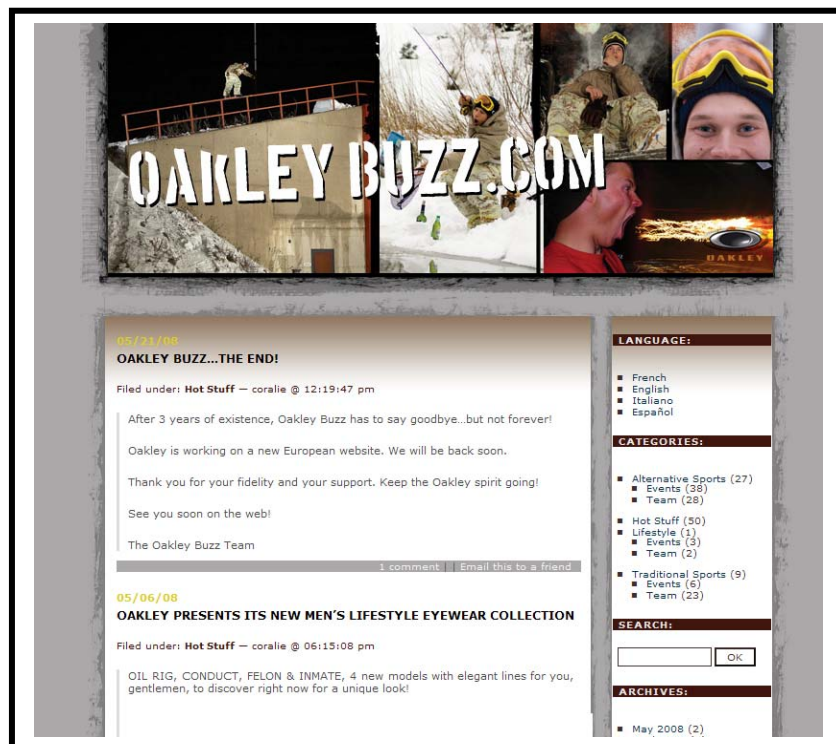 OAKLEY BUZZ.COM
OAKLEY
05/21/08
OAKLEY BUZZ...THE END!
Filed under: Hot Stuff — coralie @ 12:19:47 pm
After 3 years of existence, Oakley Buzz has to say goodbye...but not forever!
Oakley is working on a new European website. We will be back soon.
Thank you for your fidelity and your support. Keep the Oakley spirit going!
See you soon on the web!
The Oakley Buzz Team
1 comment | | Email this to a friend
05/06/08
OAKLEY PRESENTS ITS NEW MEN´S LIFESTYLE EYEWEAR COLLECTION
Filed under: Hot Stuff — coralie @ 06:15:08 pm
OIL RIG, CONDUCT, FELON & INMATE, 4 new models with elegant lines for you,
gentlemen, to discover right now for a unique look!
LANGUAGE:
French
English
Italiano
Español
CATEGORIES:
Alternative Sports (27)
Events (38)
Team (28)
Hot Stuff (50)
Lifestyle (1)
Events (3)
Team (2)
Traditional Sports (9)
Events (6)
Team (23)
SEARCH:
OK
ARCHIVES:
May 2008 (2)